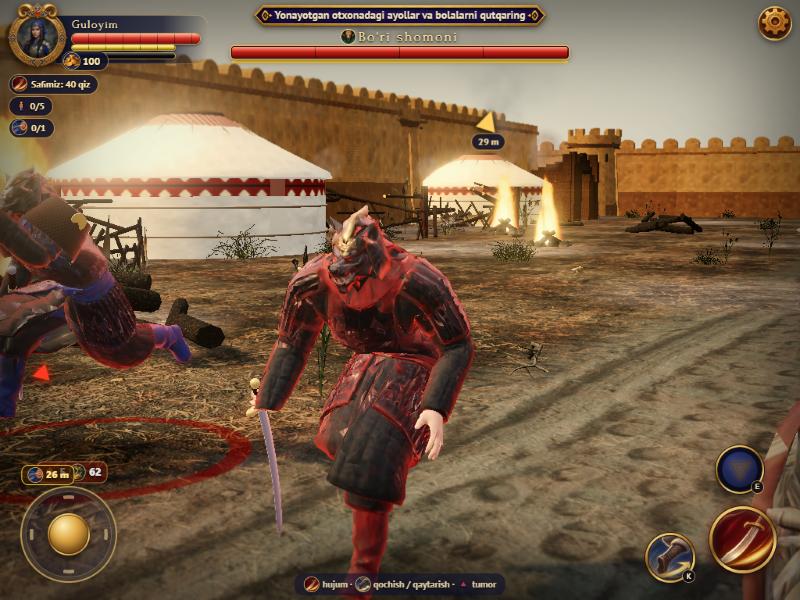 Yonayotgan otxonadagi ayollar va bolalarni qutqaring
Guloyim
Bo'ri shomoni
100
Safimiz: 40 qiz
0/5
0/1
29 m
26 m
62
E
K
hujum · qochish / qaytarish · tumor